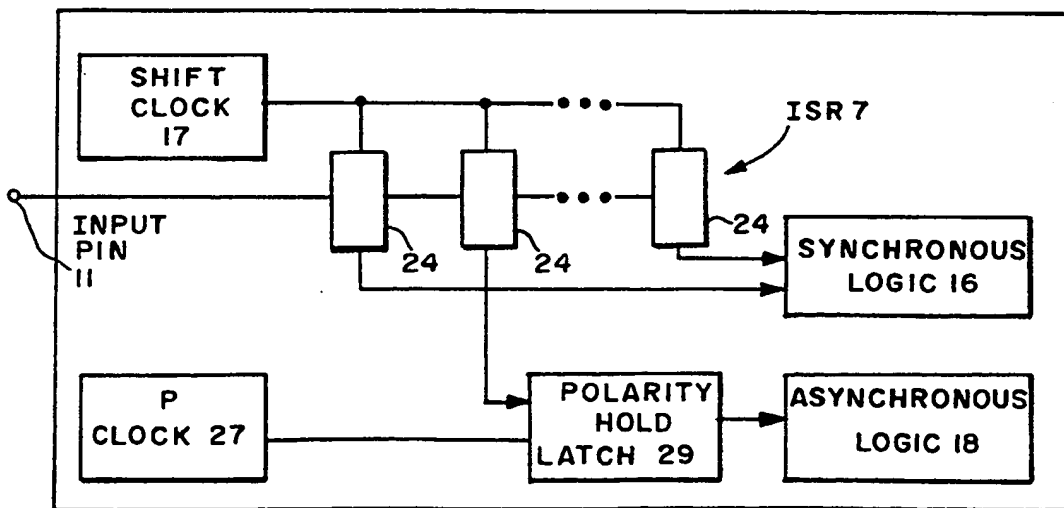 SHIFT
CLOCK
17
ISR 7
INPUT
PIN
11
24
24
24
SYNCHRONOUS
LOGIC 16
P
CLOCK 27
POLARITY
HOLD
LATCH 29
ASYNCHRONOUS
LOGIC 18